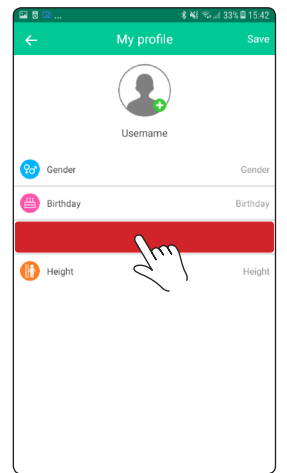 ... 33% 15:42
My profile Save
Username
Gender Gender
Birthday Birthday
Height Height